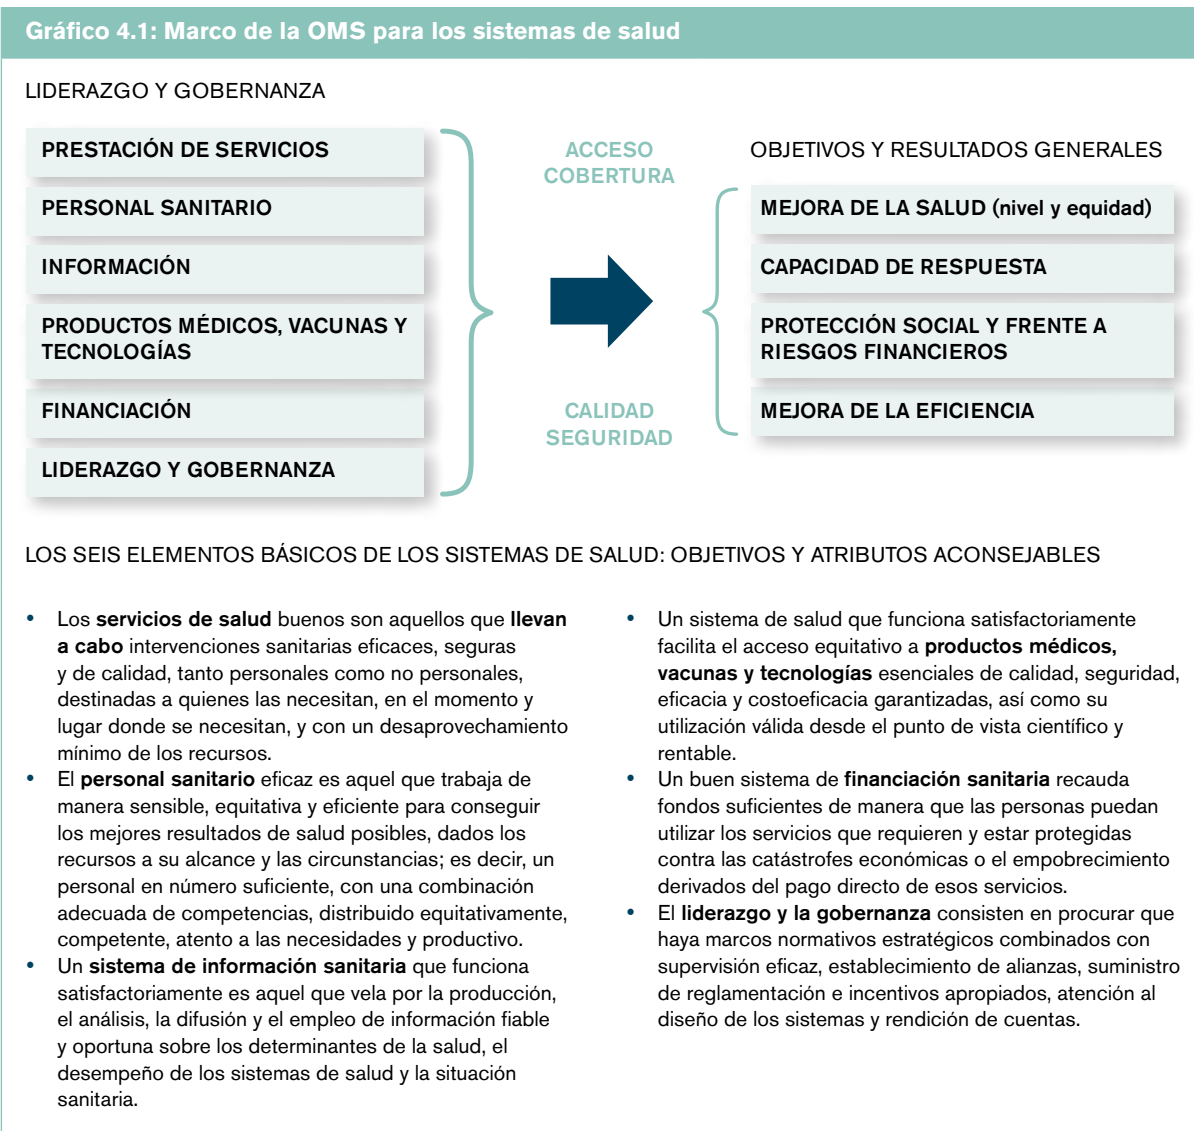 Gráfico 4.1: Marco de la OMS para los sistemas de salud
LIDERAZGO Y GOBERNANZA
PRESTACIÓN DE SERVICIOS
PERSONAL SANITARIO
INFORMACIÓN
PRODUCTOS MÉDICOS, VACUNAS Y
TECNOLOGÍAS
FINANCIACIÓN
LIDERAZGO Y GOBERNANZA
ACCESO
COBERTURA
CALIDAD
SEGURIDAD
OBJETIVOS Y RESULTADOS GENERALES
MEJORA DE LA SALUD (nivel y equidad)
CAPACIDAD DE RESPUESTA
PROTECCIÓN SOCIAL Y FRENTE A
RIESGOS FINANCIEROS
MEJORA DE LA EFICIENCIA
LOS SEIS ELEMENTOS BÁSICOS DE LOS SISTEMAS DE SALUD: OBJETIVOS Y ATRIBUTOS ACONSEJABLES
• Los servicios de salud buenos son aquellos que llevan
a cabo intervenciones sanitarias eficaces, seguras
y de calidad, tanto personales como no personales,
destinadas a quienes las necesitan, en el momento y
lugar donde se necesitan, y con un desaprovechamiento
mínimo de los recursos.
• El personal sanitario eficaz es aquel que trabaja de
manera sensible, equitativa y eficiente para conseguir
los mejores resultados de salud posibles, dados los
recursos a su alcance y las circunstancias; es decir, un
personal en número suficiente, con una combinación
adecuada de competencias, distribuido equitativamente,
competente, atento a las necesidades y productivo.
• Un sistema de información sanitaria que funciona
satisfactoriamente es aquel que vela por la producción,
el análisis, la difusión y el empleo de información fiable
y oportuna sobre los determinantes de la salud, el
desempeño de los sistemas de salud y la situación
sanitaria.
• Un sistema de salud que funciona satisfactoriamente
facilita el acceso equitativo a productos médicos,
vacunas y tecnologías esenciales de calidad, seguridad,
eficacia y costoeficacia garantizadas, así como su
utilización válida desde el punto de vista científico y
rentable.
• Un buen sistema de financiación sanitaria recauda
fondos suficientes de manera que las personas puedan
utilizar los servicios que requieren y estar protegidas
contra las catástrofes económicas o el empobrecimiento
derivados del pago directo de esos servicios.
• El liderazgo y la gobernanza consisten en procurar que
haya marcos normativos estratégicos combinados con
supervisión eficaz, establecimiento de alianzas, suministro
de reglamentación e incentivos apropiados, atención al
diseño de los sistemas y rendición de cuentas.